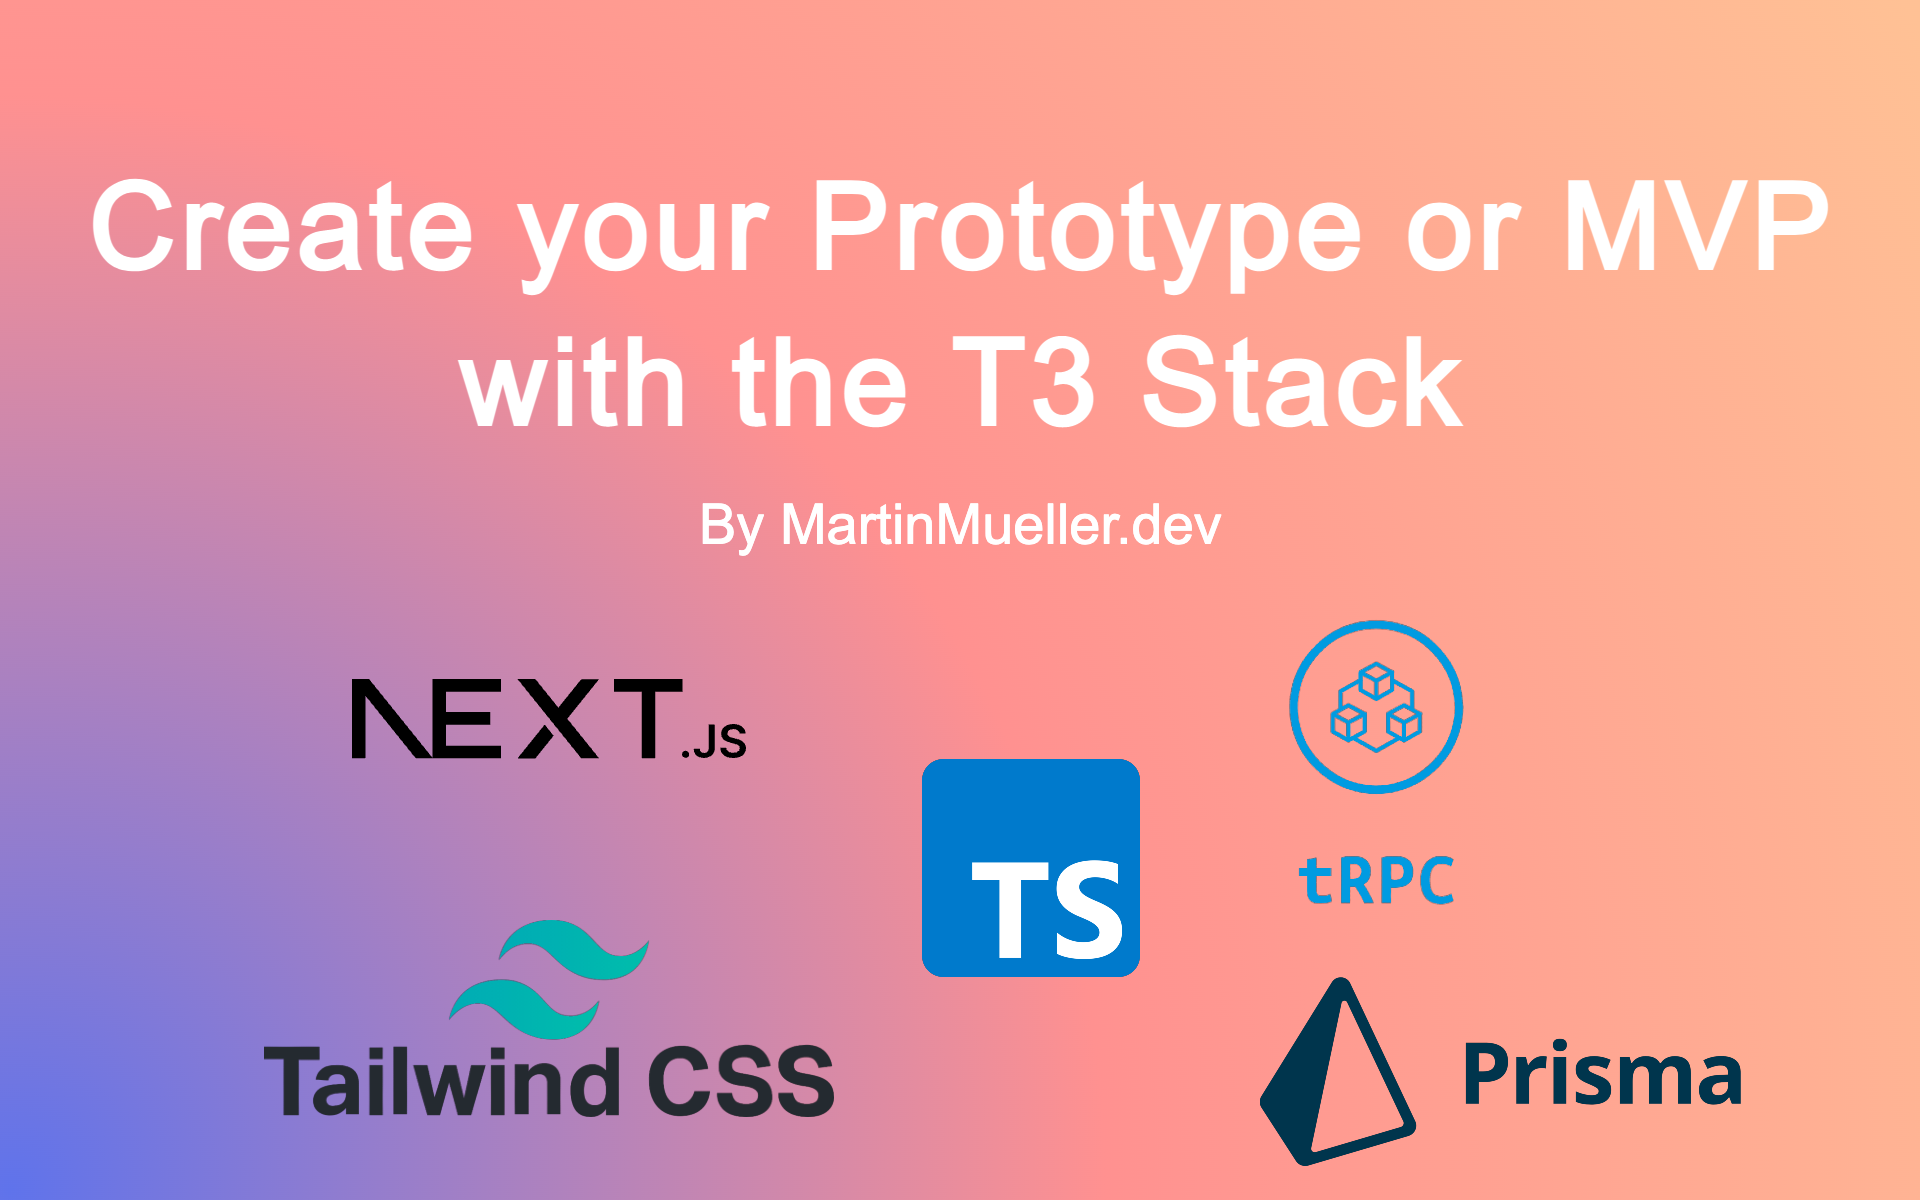 Create your Prototype or MVP
with the T3 Stack
By MartinMueller.dev
NEXT.JS
TS
tRPC
Tailwind CSS
Prisma